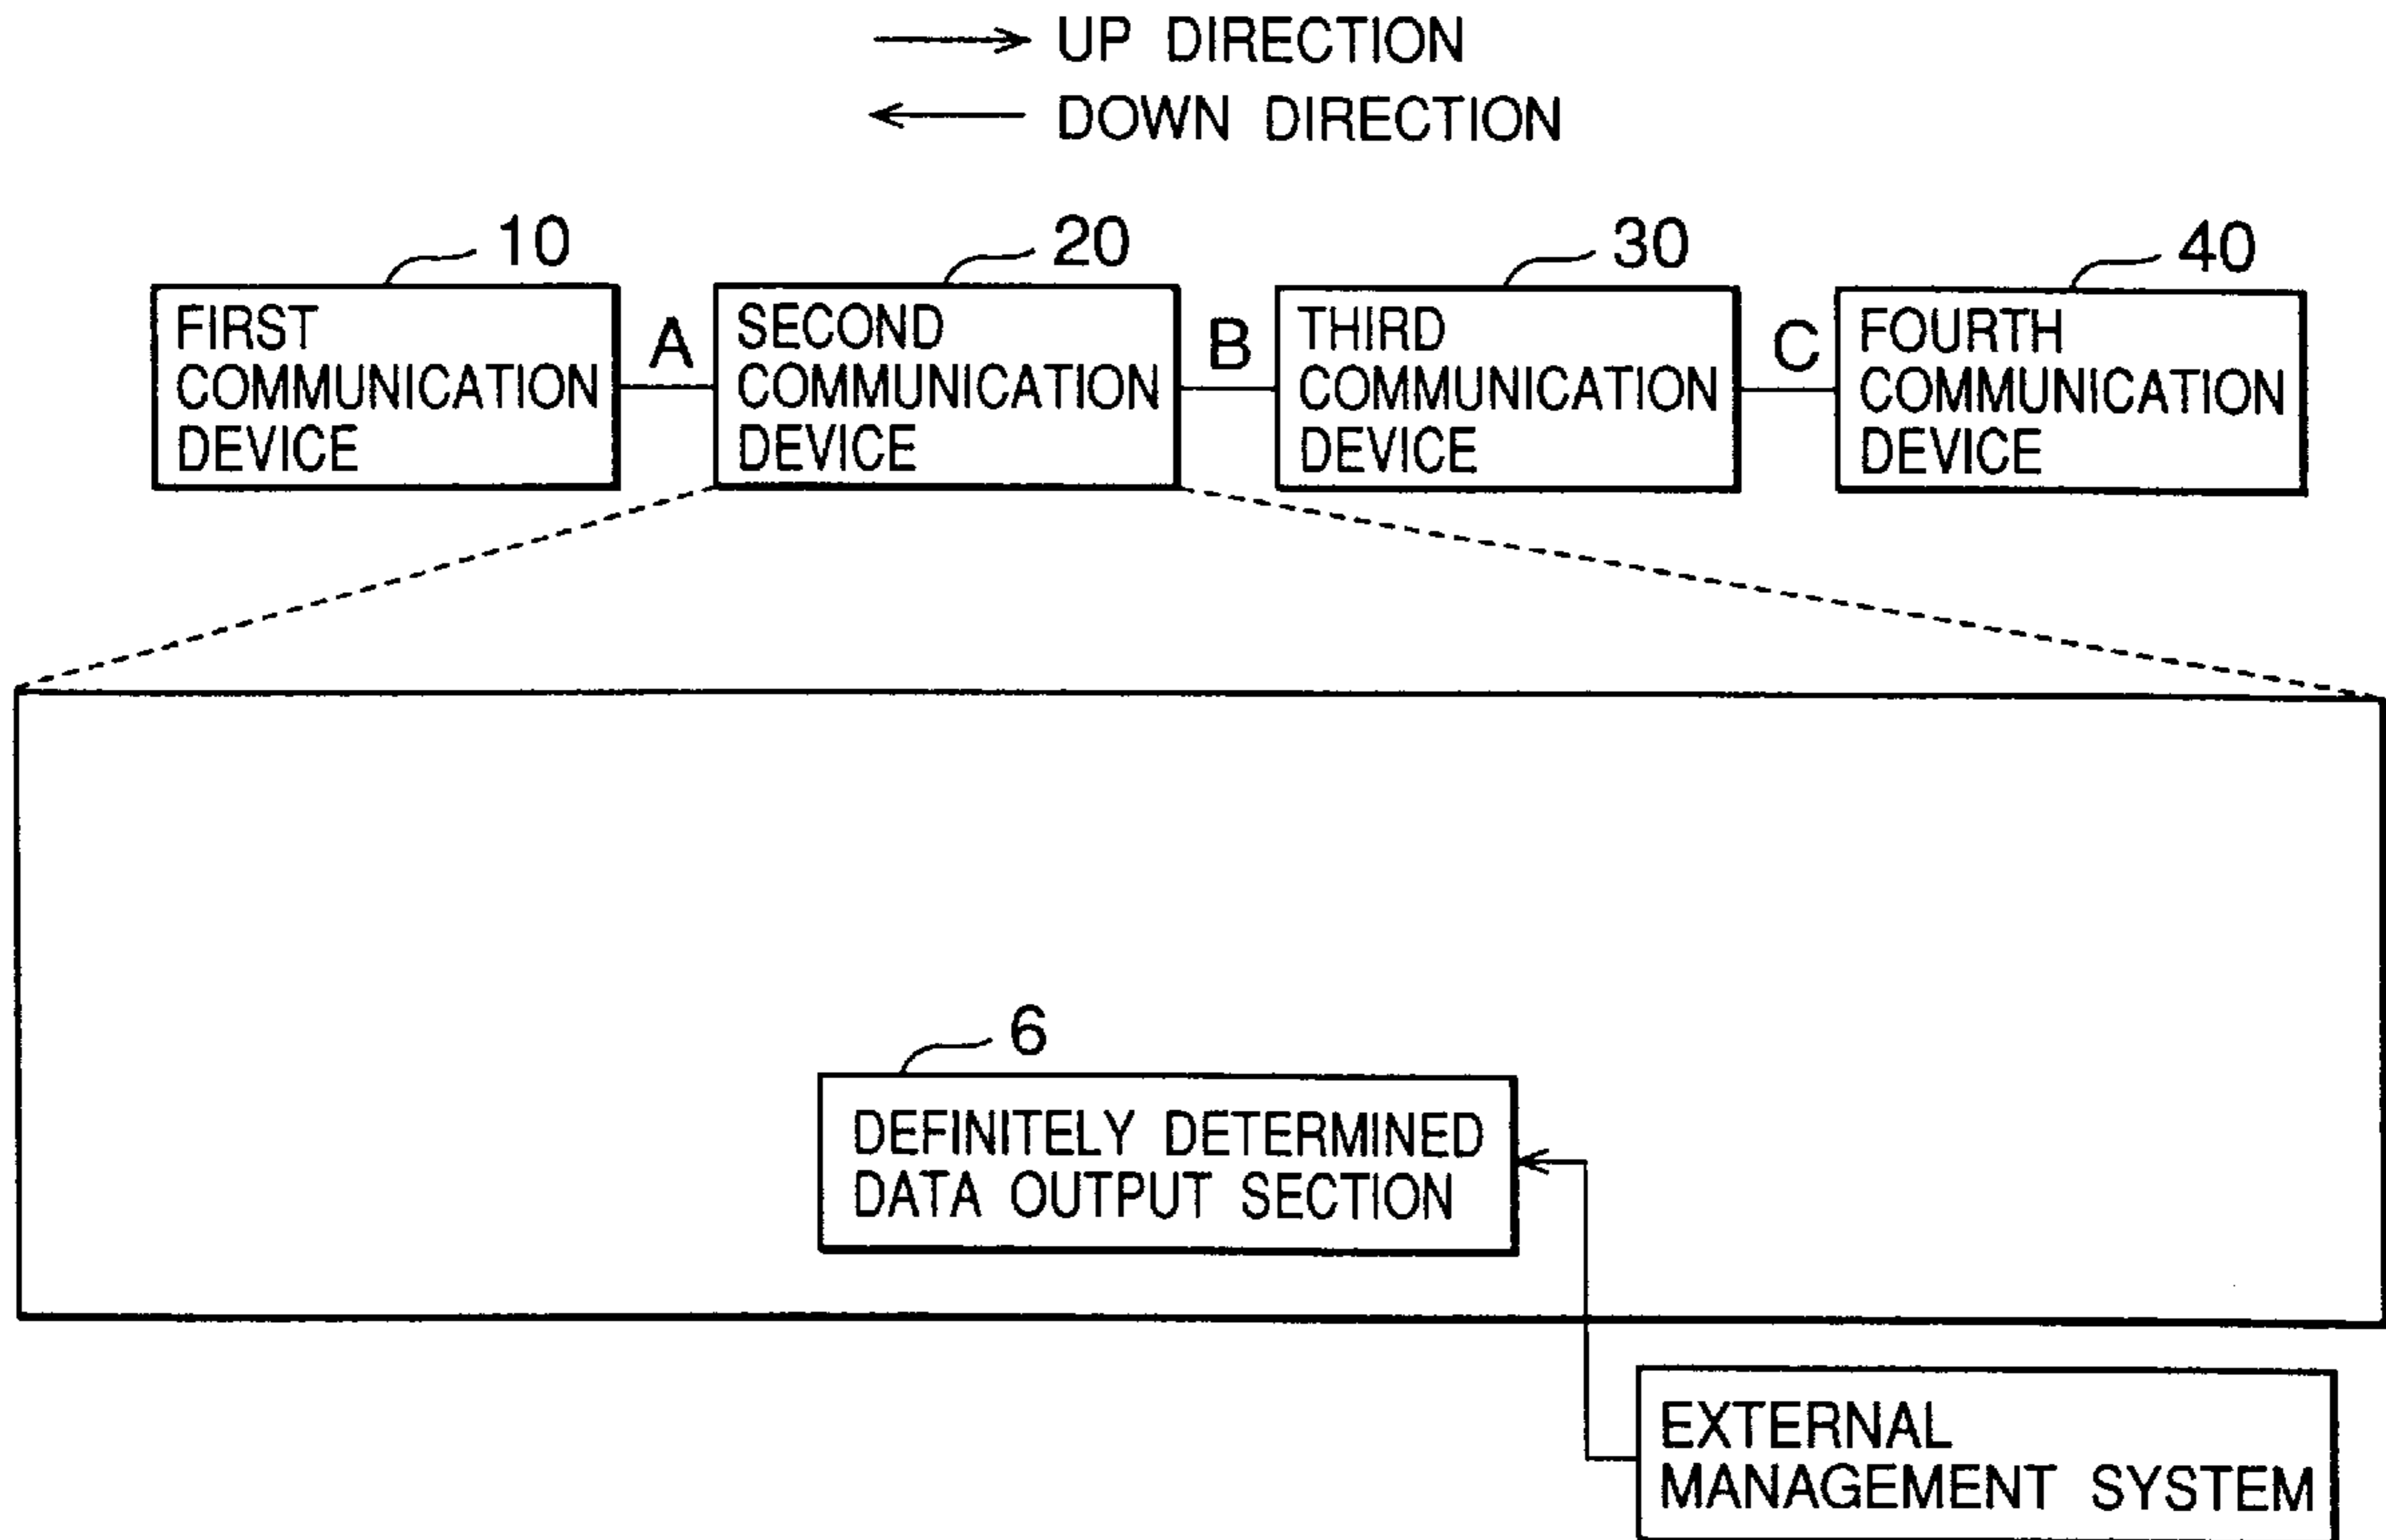 UP DIRECTION
DOWN DIRECTION
10
20
30
40
FIRST
COMMUNICATION
DEVICE
A
SECOND
COMMUNICATION
DEVICE
B
THIRD
COMMUNICATION
DEVICE
C
FOURTH
COMMUNICATION
DEVICE
6
DEFINITELY DETERMINED
DATA OUTPUT SECTION
EXTERNAL
MANAGEMENT SYSTEM